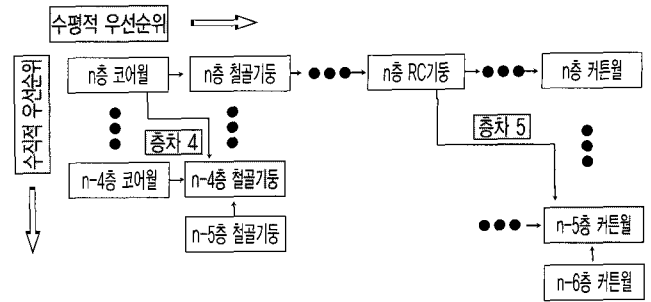 수평적 우선순위
수직적 우선순위
n층 코어월
n층 철골기둥
n층 RC기둥
n층 커튼월
층차 4
층차 5
n-4층 코어월
n-4층 철골기둥
n-5층 철골기둥
n-5층 커튼월
n-6층 커튼월